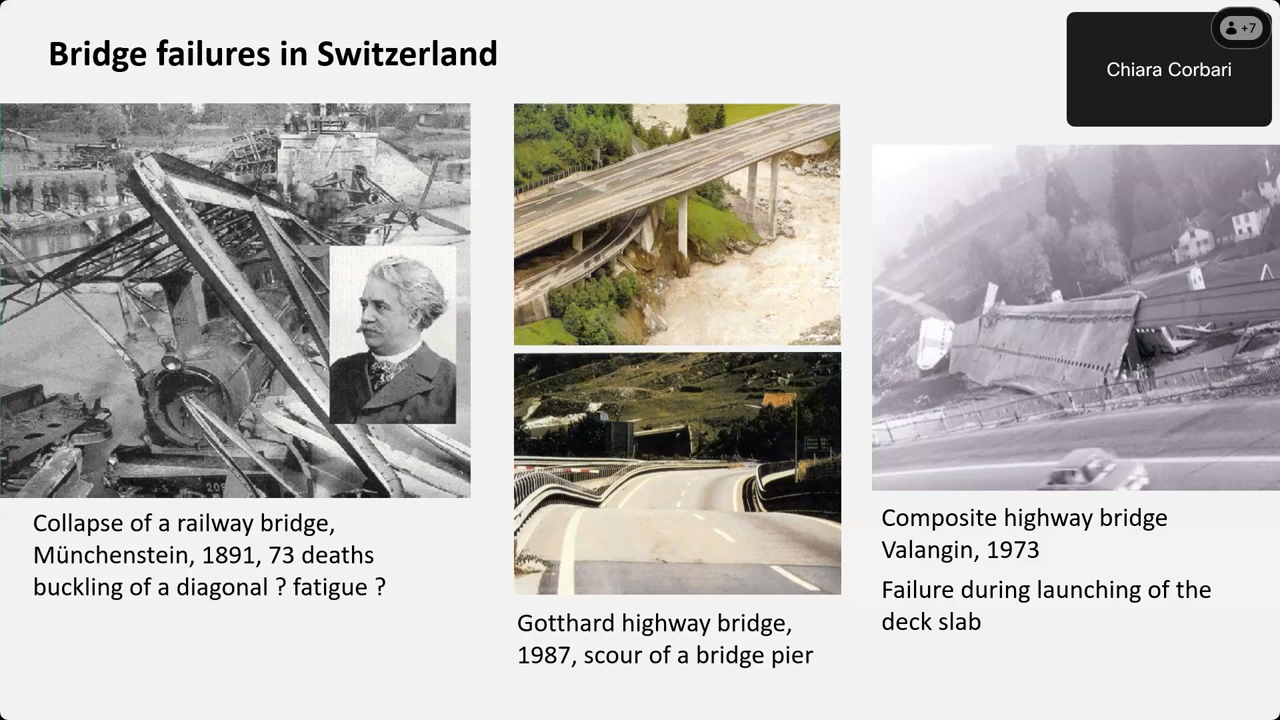 Bridge failures in Switzerland
+7
Chiara Corbari
Collapse of a railway bridge,
Münchenstein, 1891, 73 deaths
buckling of a diagonal ? fatigue ?
Gotthard highway bridge,
1987, scour of a bridge pier
Composite highway bridge
Valangin, 1973
Failure during launching of the
deck slab